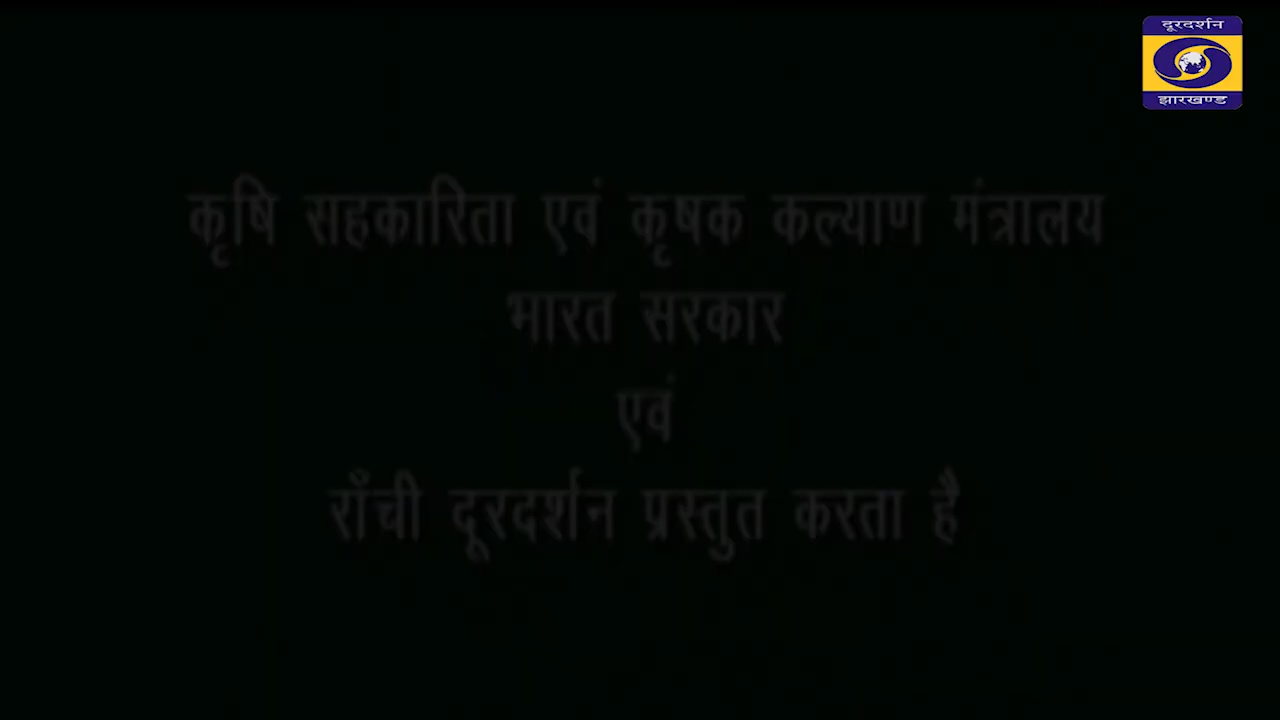 दूरदर्शन
झारखण्ड
कृषि सहकारिता एवं कृषक कल्याण मंत्रालय
भारत सरकार
एवं
राँची दूरदर्शन प्रस्तुत करता है